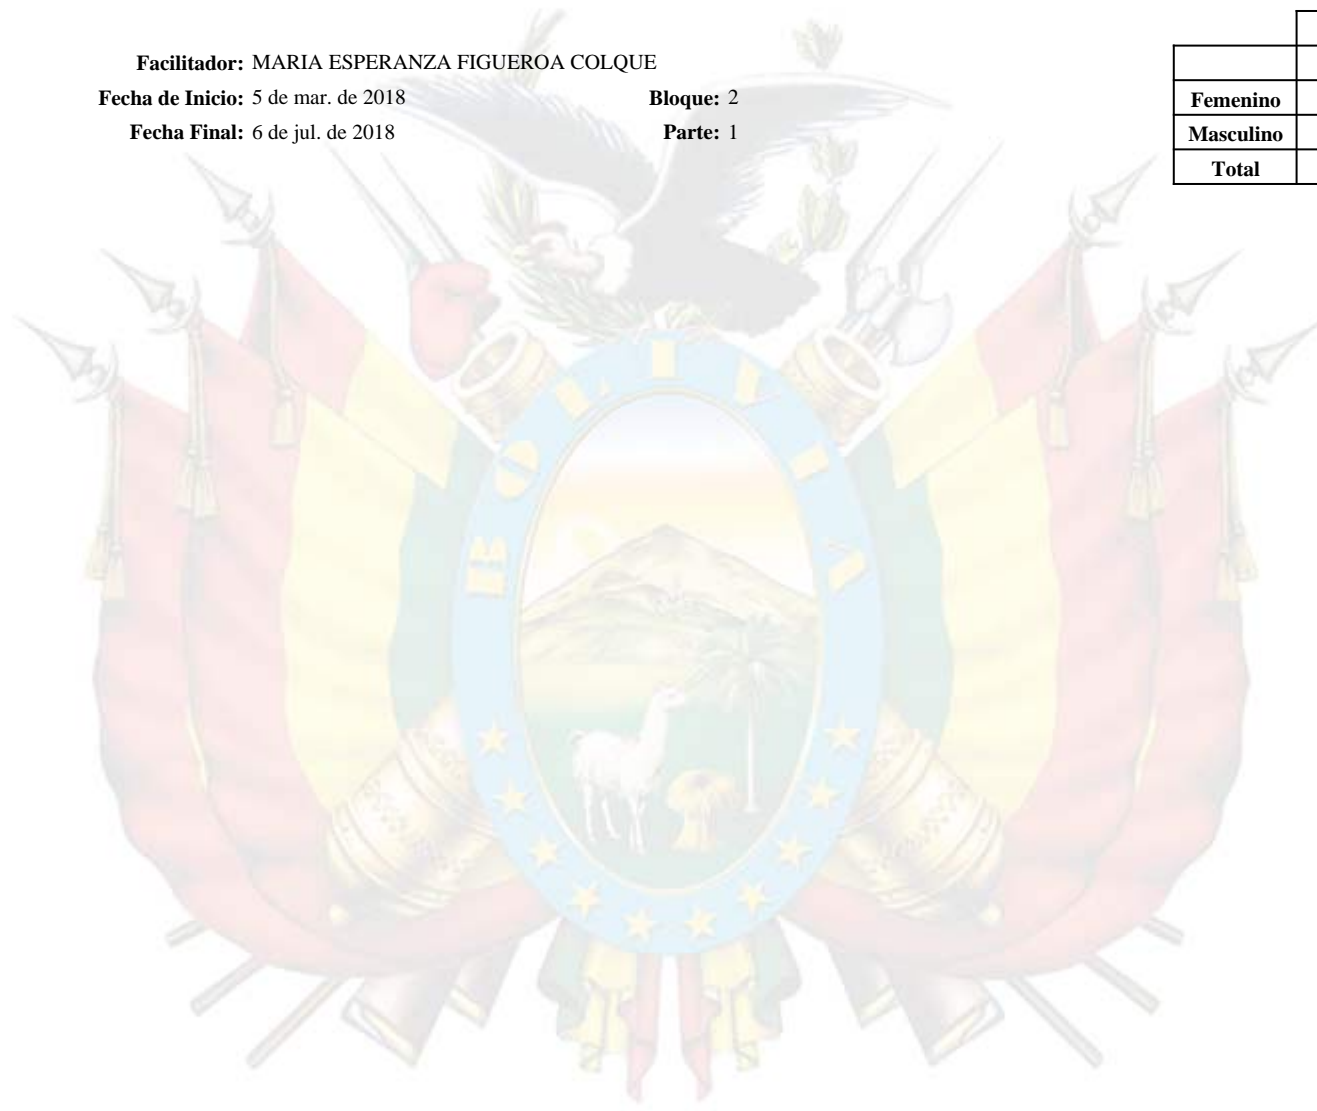 Facilitador: MARIA ESPERANZA FIGUEROA COLQUE
Fecha de Inicio: 5 de mar. de 2018 Bloque: 2
Fecha Final: 6 de jul. de 2018 Parte: 1
Femenino
Masculino
Total
BOLIVIA